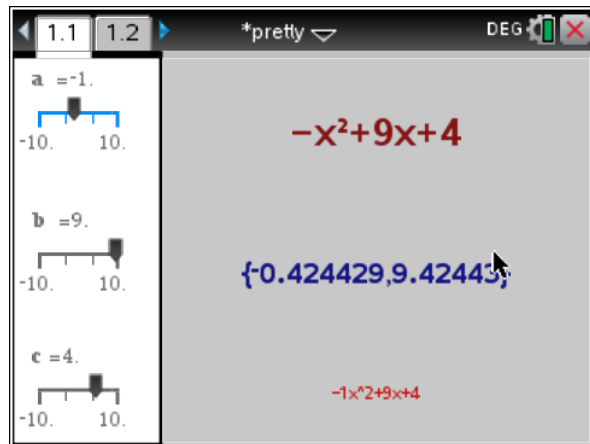 1.1 1.2 *pretty DEG
a =-1.
-10. 10.
−x²+9x+4
b =9.
-10. 10.
{-0.424429,9.42443}
c =4.
-10. 10.
−1x^2+9x+4